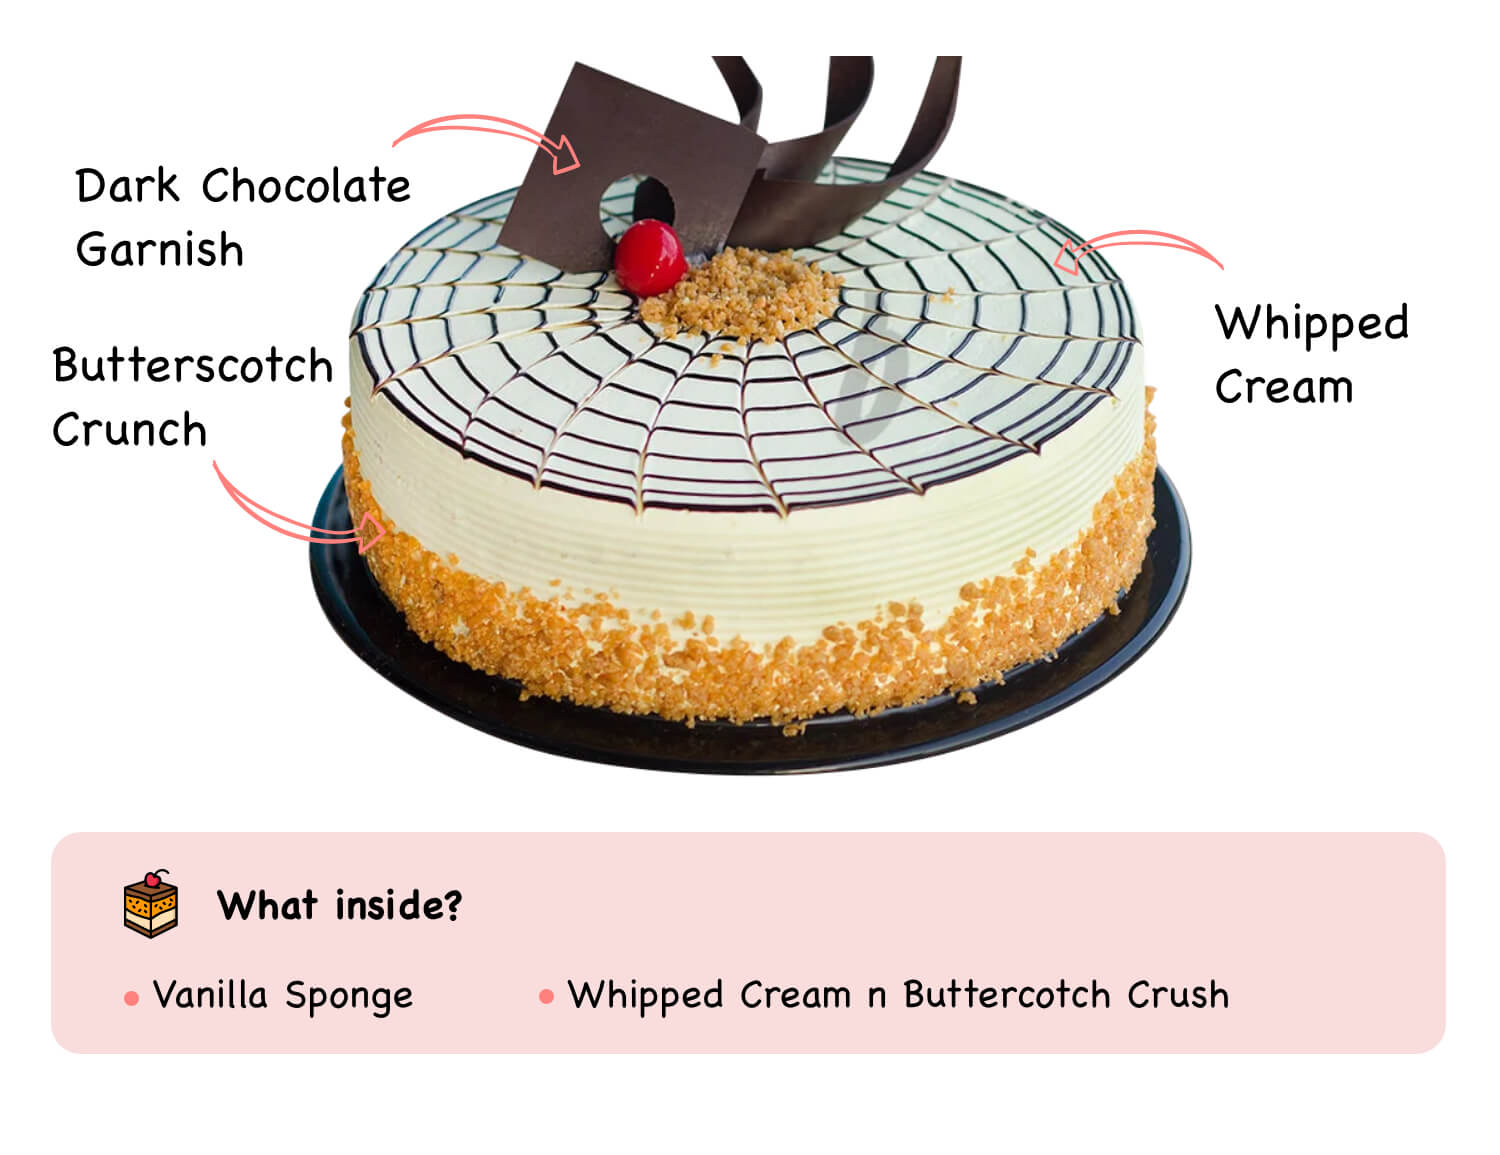 Dark Chocolate
Garnish
Butterscotch
Crunch
Whipped
Cream
What inside?
Vanilla Sponge
Whipped Cream n Buttercotch Crush